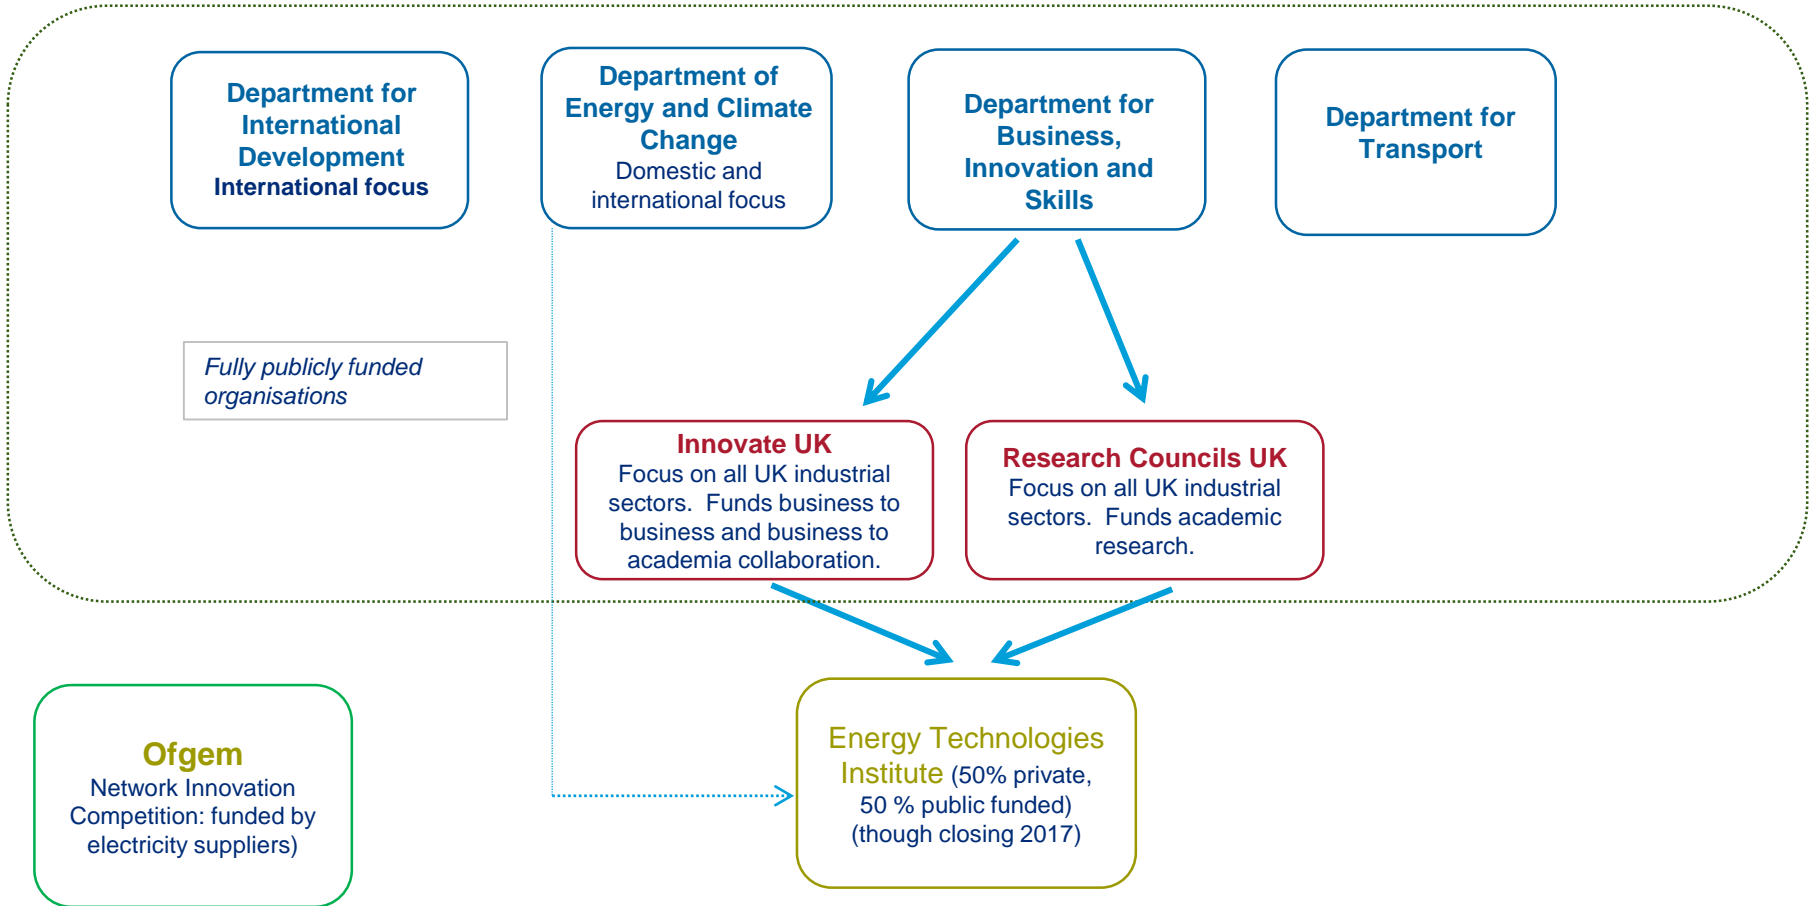 Department for
International
Development
International focus
Department of
Energy and Climate
Change
Domestic and
international focus
Department for
Business,
Innovation and
Skills
Department for
Transport
Fully publicly funded
organisations
Innovate UK
Focus on all UK industrial
sectors.  Funds business to
business and business to
academia collaboration.
Research Councils UK
Focus on all UK industrial
sectors.  Funds academic
research.
Ofgem
Network Innovation
Competition: funded by
electricity suppliers)
Energy Technologies
Institute (50% private,
50 % public funded)
(though closing 2017)